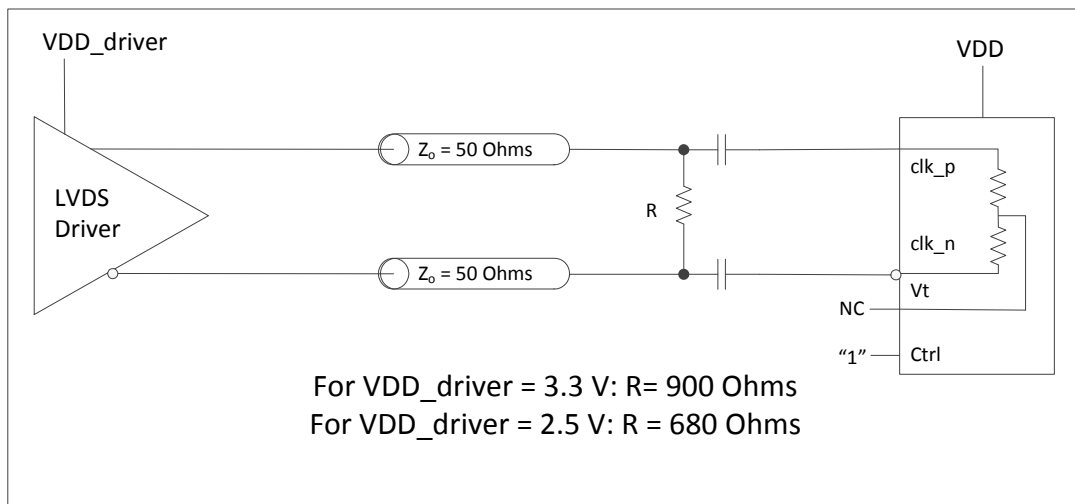 VDD_driver
VDD
Zo = 50 Ohms
clk_p
LVDS
Driver
R
clk_n
Zo = 50 Ohms
Vt
NC
“1”
Ctrl
For VDD_driver = 3.3 V: R= 900 Ohms
For VDD_driver = 2.5 V: R = 680 Ohms